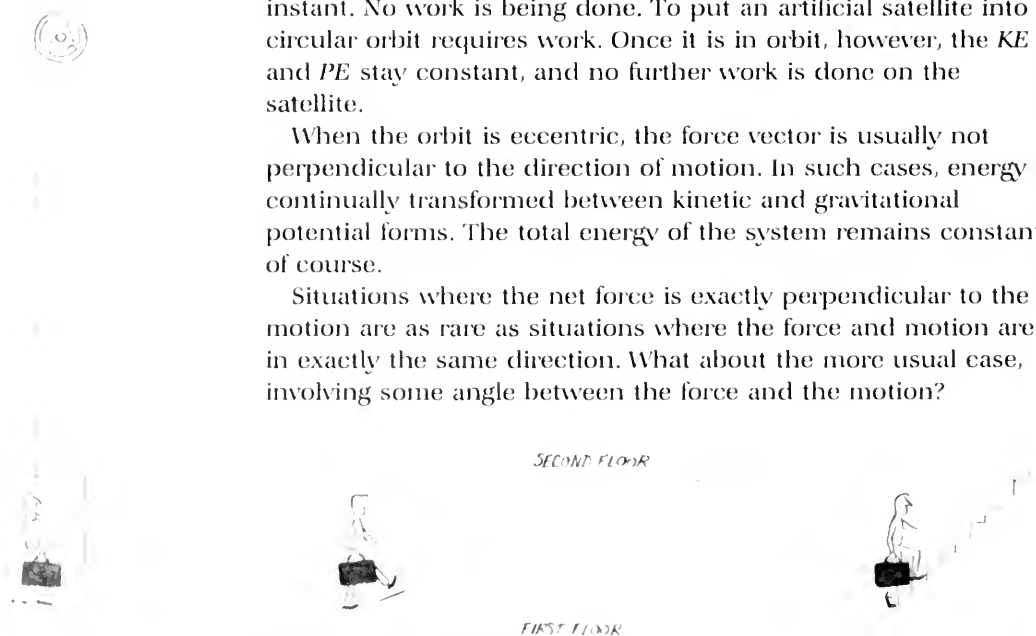 instant. No work is being done. To put an artificial satellite into
circular orbit requires work. Once it is in orbit, however, the KE
and PE stay constant, and no further work is done on the
satellite.
When the orbit is eccentric, the force vector is usually not
perpendicular to the direction of motion. In such cases, energy
continually transformed between kinetic and gravitational
potential forms. The total energy of the system remains constant
of course.
Situations where the net force is exactly perpendicular to the
motion are as rare as situations where the force and motion are
in exactly the same direction. What about the more usual case,
involving some angle between the force and the motion?
SECOND FLOOR
FIRST FLOOR